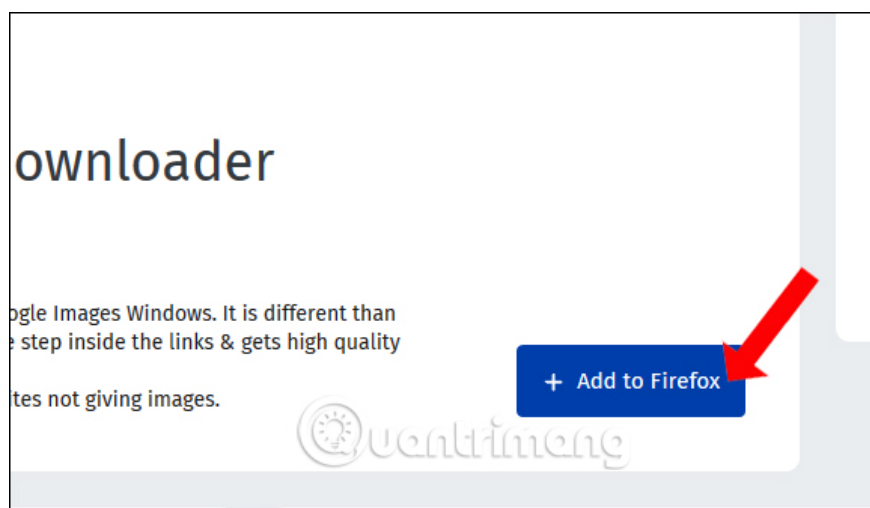 ownloader
ogle Images Windows. It is different than
e step inside the links & gets high quality
ites not giving images.
+ Add to Firefox
Quantrimang